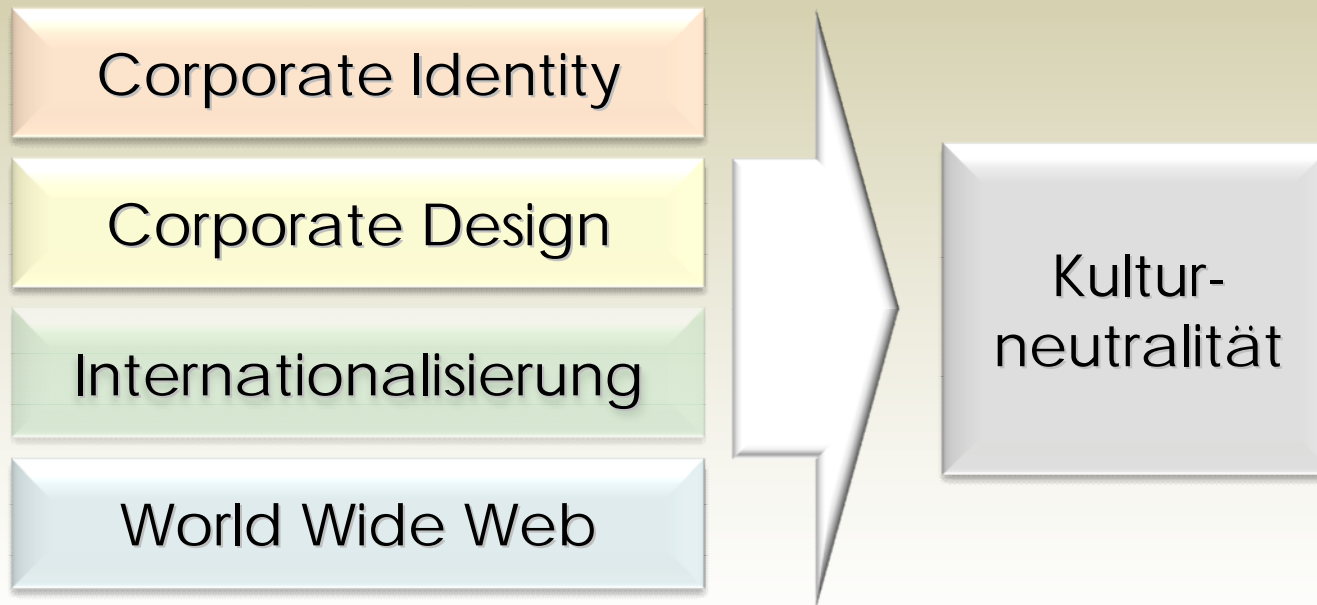 Corporate Identity
Corporate Design
Internationalisierung
World Wide Web
Kultur-
neutralität